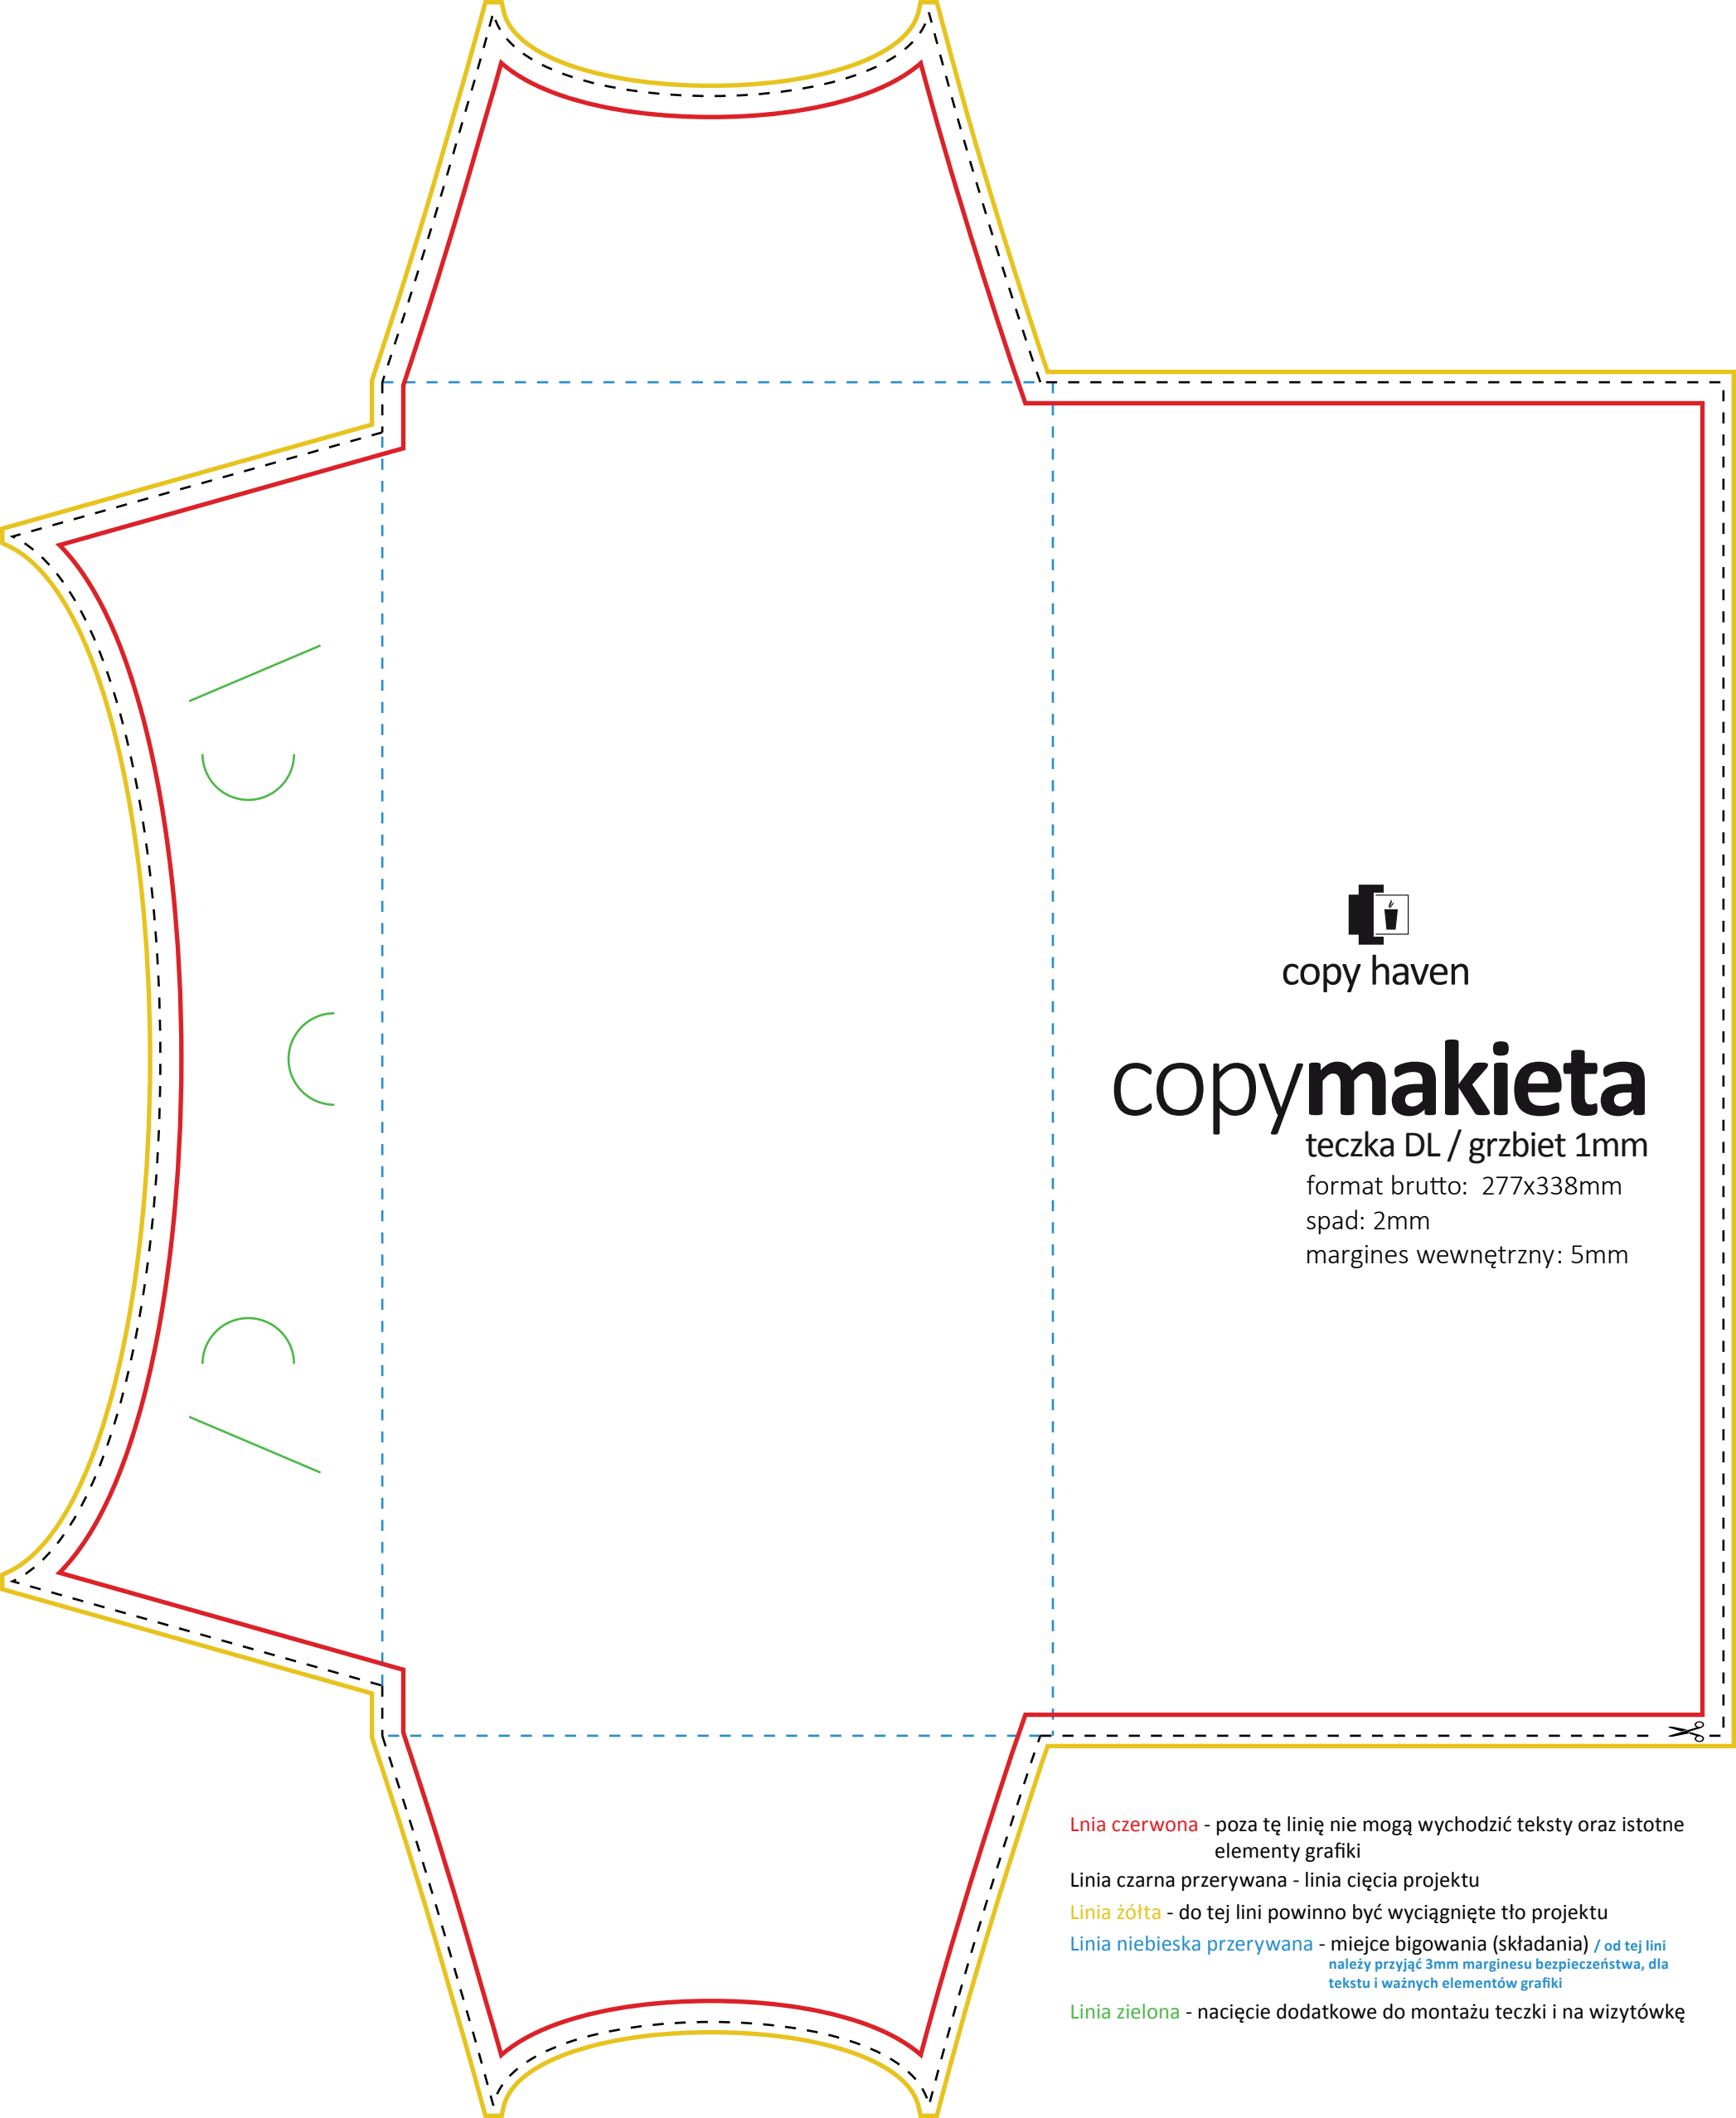 copy haven
copymakieta
teczka DL / grzbiet 1mm
format brutto: 277x338mm
spad: 2mm
margines wewnętrzny: 5mm
Lnia czerwona - poza tę linię nie mogą wychodzić teksty oraz istotne
elementy grafiki
Linia czarna przerywana - linia cięcia projektu
Linia żółta - do tej lini powinno być wyciągnięte tło projektu
Linia niebieska przerywana - miejce bigowania (składania) / od tej lini
należy przyjąć 3mm marginesu bezpieczeństwa, dla
tekstu i ważnych elementów grafiki
Linia zielona - nacięcie dodatkowe do montażu teczki i na wizytówkę